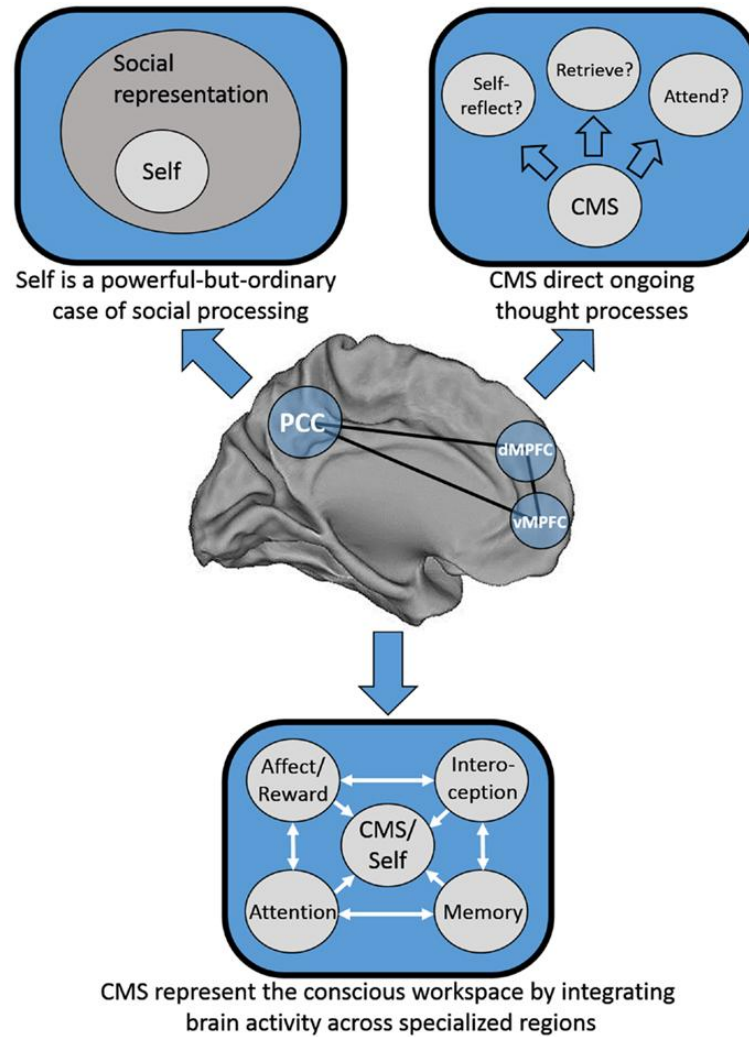 Social
representation
Self
Self-
reflect?
Retrieve?
Attend?
CMS
Self is a powerful-but-ordinary
case of social processing
CMS direct ongoing
thought processes
PCC
dMPFC
vMPFC
Affect/
Reward
Intero-
ception
CMS/
Self
Attention
Memory
CMS represent the conscious workspace by integrating
brain activity across specialized regions